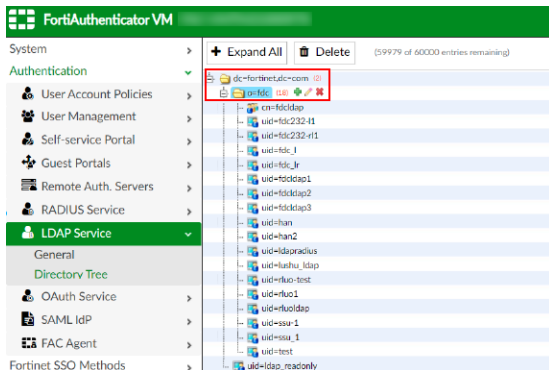 FortiAuthenticator VM
System
Authentication
User Account Policies
User Management
Self-service Portal
Guest Portals
Remote Auth. Servers
RADIUS Service
LDAP Service
General
Directory Tree
OAuth Service
SAML IdP
FAC Agent
Fortinet SSO Methods
+ Expand All Delete (59979 of 60000 entries remaining)
dc=fortinet,dc=com (2)
o=fdc (18)
cn=fdcldap
uid=fdc232-l1
uid=fdc232-rl1
uid=fdc_l
uid=fdc_lr
uid=fdcldap1
uid=fdcldap2
uid=fdcldap3
uid=han
uid=han2
uid=ldapradius
uid=lushu_ldap
uid=rluo-test
uid=rluo1
uid=rluoldap
uid=ssu-1
uid=ssu_1
uid=test
uid=ldap_readonly